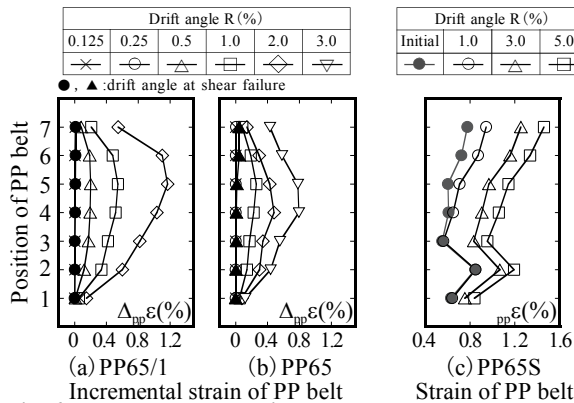 Drift angle R(%)
0.125 0.25 0.5 1.0 2.0 3.0
●, ▲:drift angle at shear failure
Drift angle R(%)
Initial 1.0 3.0 5.0
Position of PP belt
7
6
5
4
3
2
1
Δppε(%) Δppε(%) ppε(%)
0 0.4 0.8 1.2 0 0.4 0.8 1.2 0.4 0.8 1.2 1.6
(a) PP65/1 (b) PP65 (c) PP65S
Incremental strain of PP belt Strain of PP belt